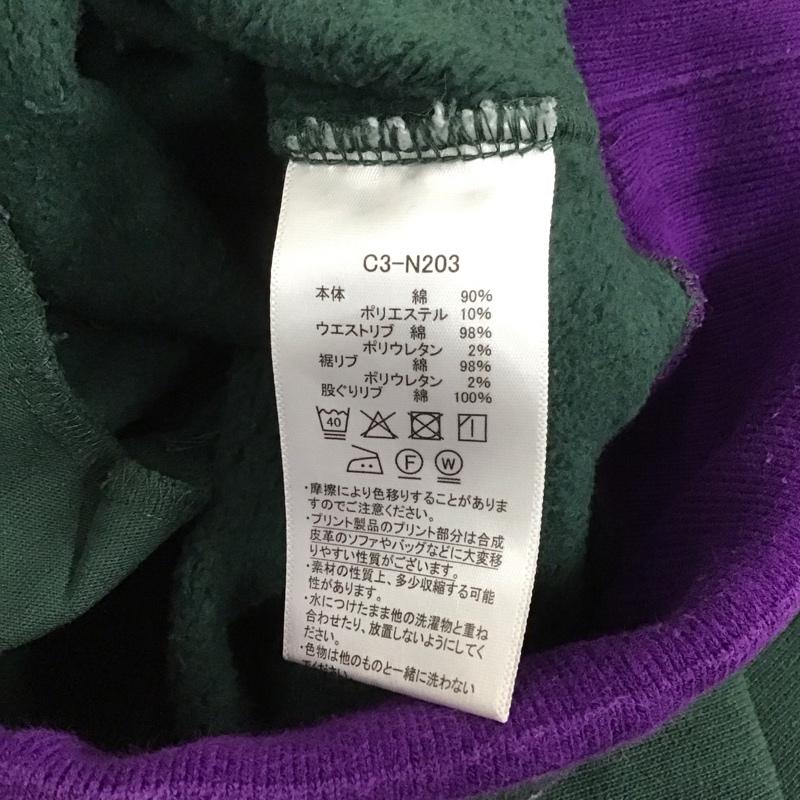 C3-N203
本体 綿 90%
ポリエステル 10%
ウエストリブ 綿 98%
ポリウレタン 2%
裾リブ 綿 98%
ポリウレタン 2%
股ぐりリブ 綿 100%
40
F W
・摩擦により色移りすることがありま
すのでご注意ください。
・プリント製品のプリント部分は合成
皮革のソファやバッグなどに大変移
りやすい性質がございます。
・素材の性質上、多少収縮する可能
性があります。
・水につけたまま他の洗濯物と重ね
合わせたり、放置しないようにしてく
ださい。
・色物は他のものと一緒に洗わない
でください。